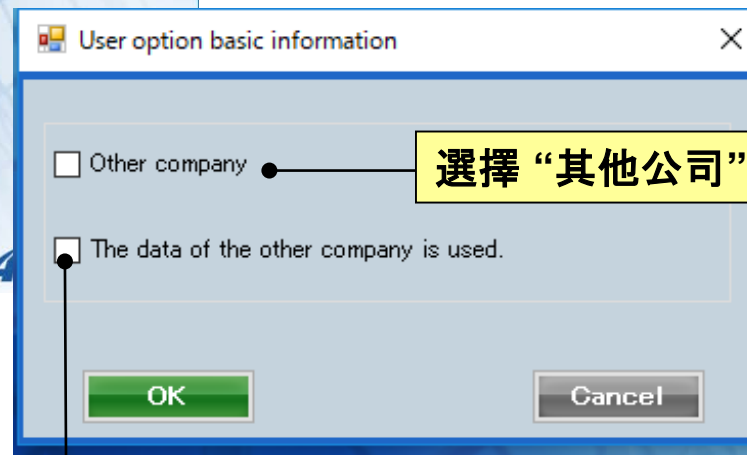 User option basic information
Other company
選擇 “其他公司”
The data of the other company is used.
OK
Cancel